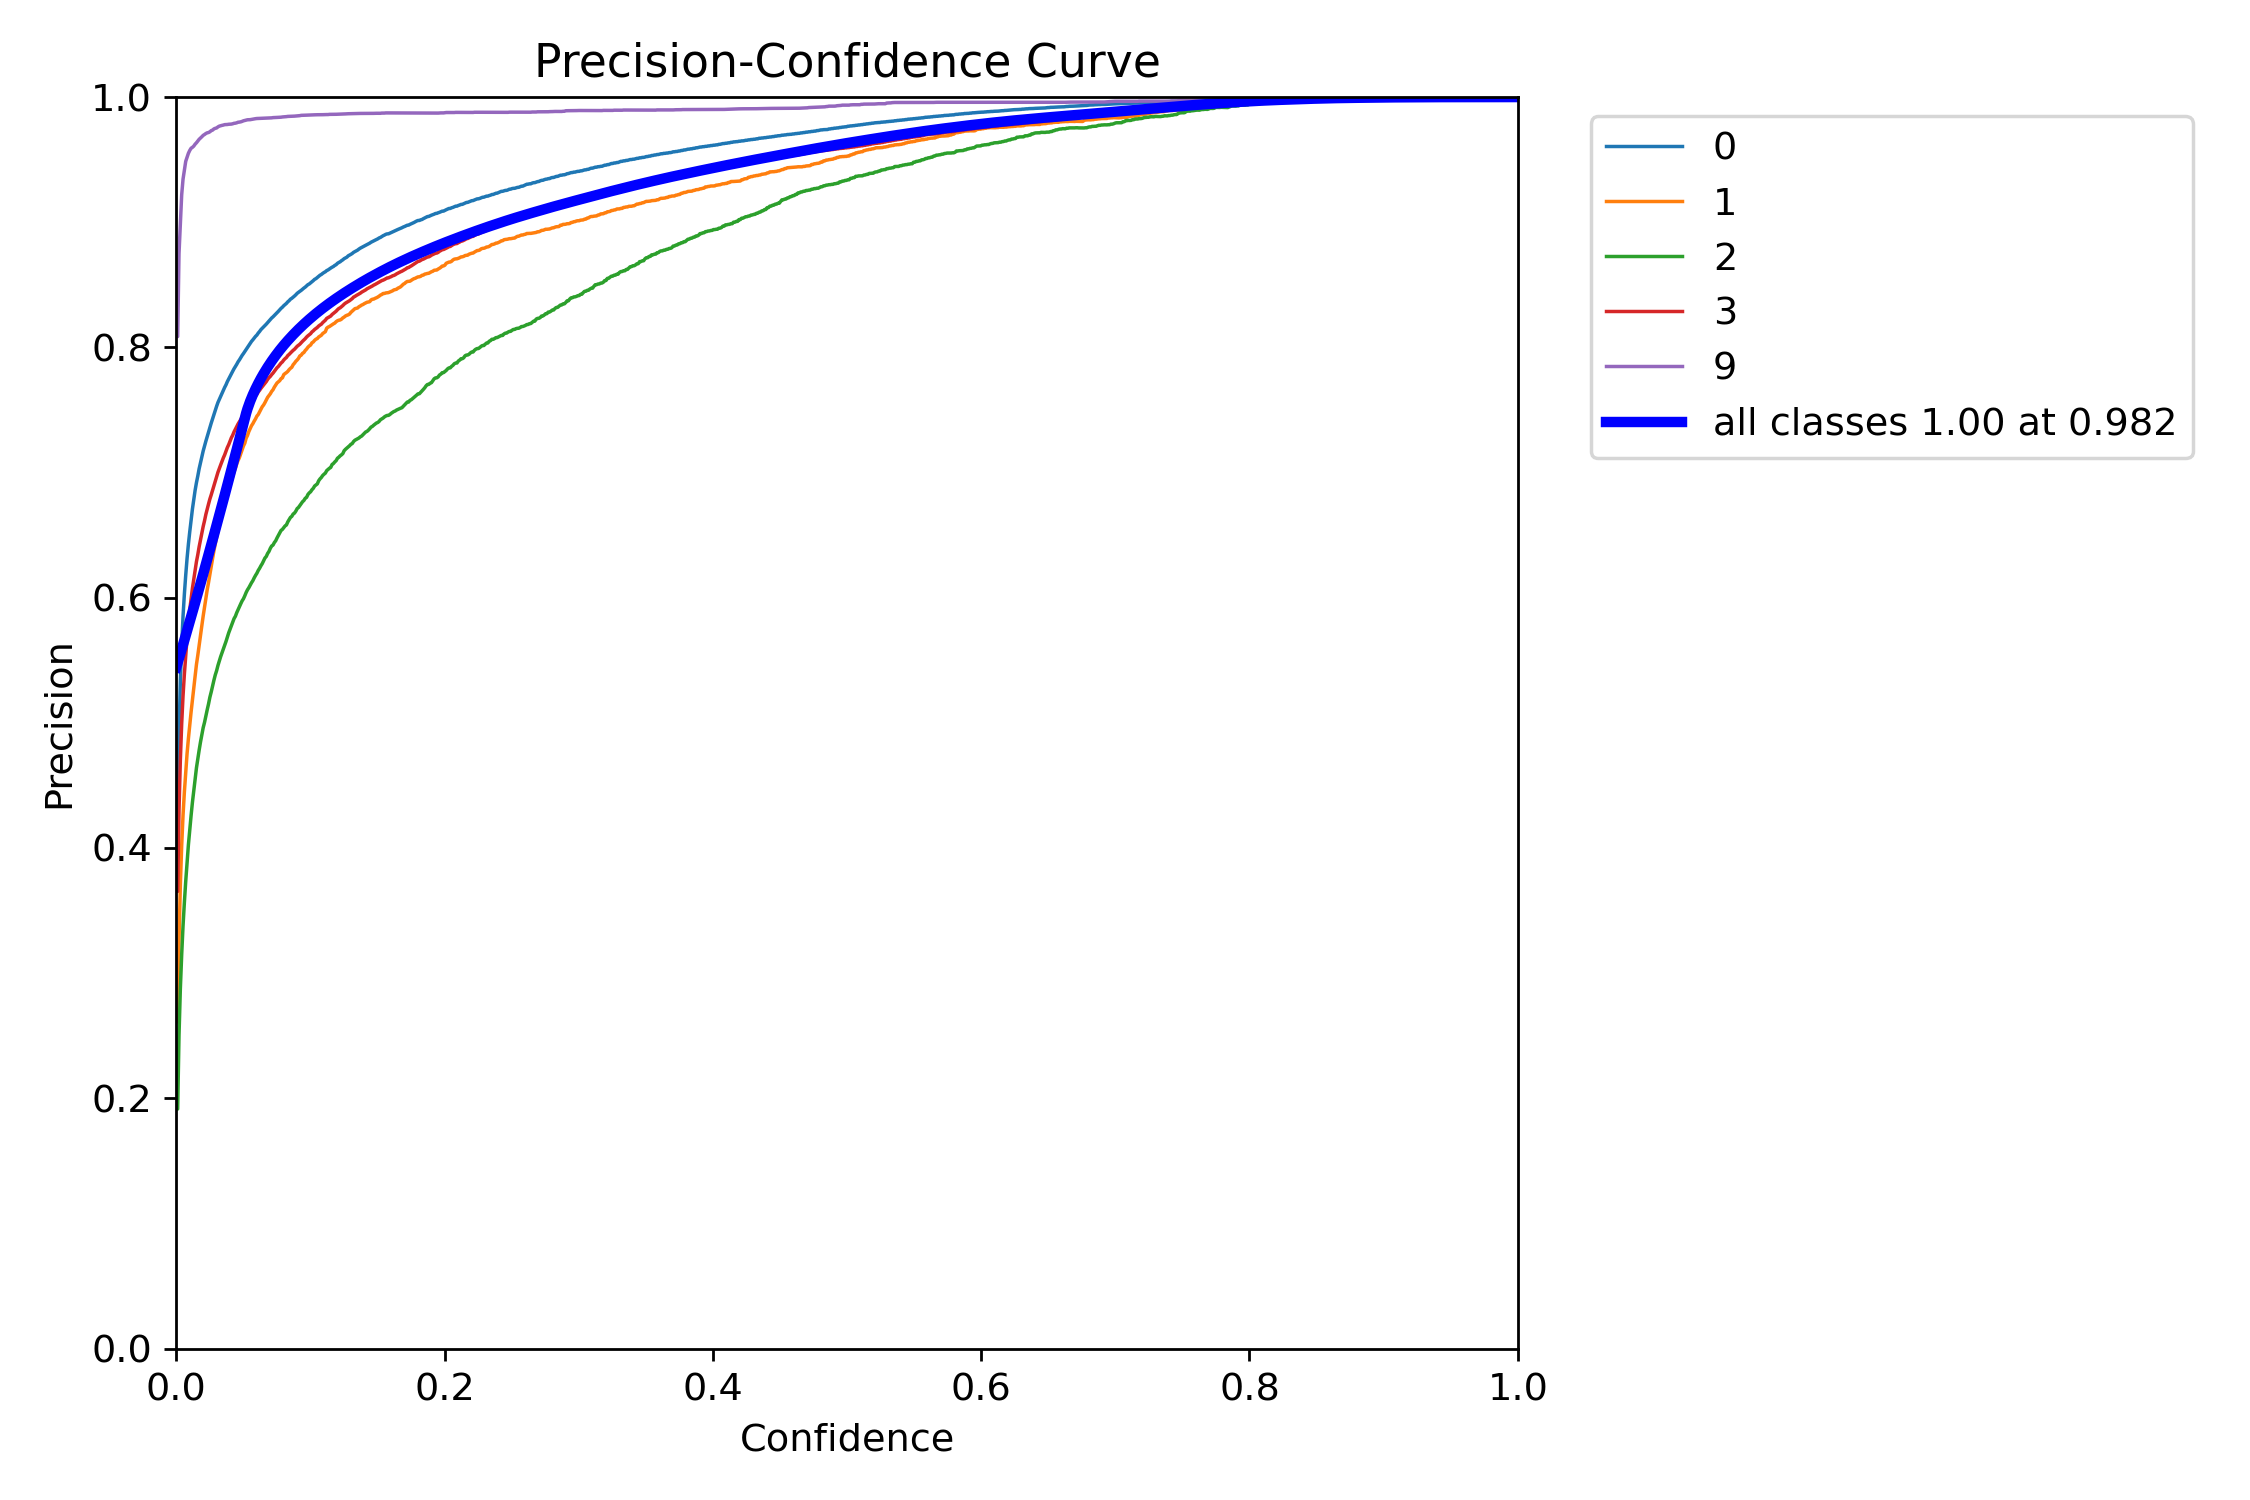 Precision-Confidence Curve
1.0
0.8
0.6
0.4
0.2
0.0
Precision
0.0 0.2 0.4 0.6 0.8 1.0
Confidence
0
1
2
3
9
all classes 1.00 at 0.982